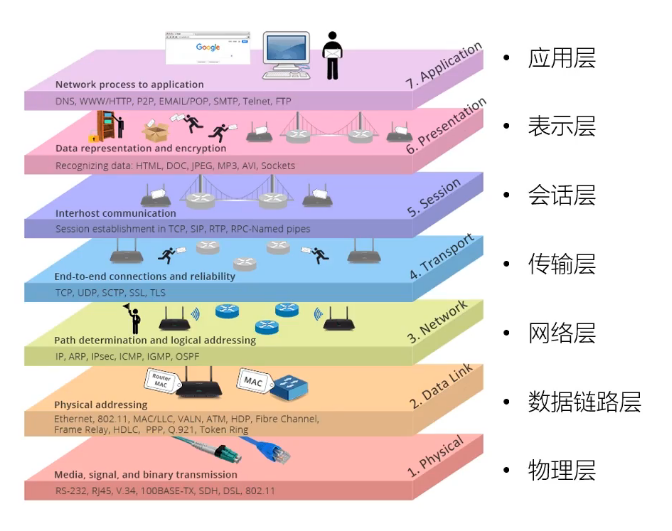 Google
7. Application
Network process to application
DNS, WWW/HTTP, P2P, EMAIL/POP, SMTP, Telnet, FTP
• 应用层
6. Presentation
Data representation and encryption
Recognizing data: HTML, DOC, JPEG, MP3, AVI, Sockets
• 表示层
5. Session
Interhost communication
Session establishment in TCP, SIP, RTP, RPC-Named pipes
• 会话层
4. Transport
End-to-end connections and reliability
TCP, UDP, SCTP, SSL, TLS
• 传输层
3. Network
Path determination and logical addressing
IP, ARP, IPsec, ICMP, IGMP, OSPF
• 网络层
2. Data Link
Router
MAC
MAC
Physical addressing
Ethernet, 802.11, MAC/LLC, VALN, ATM, HDP, Fibre Channel,
Frame Relay, HDLC, PPP, Q.921, Token Ring
• 数据链路层
1. Physical
Media, signal, and binary transmission
RS-232, RJ45, V.34, 100BASE-TX, SDH, DSL, 802.11
• 物理层